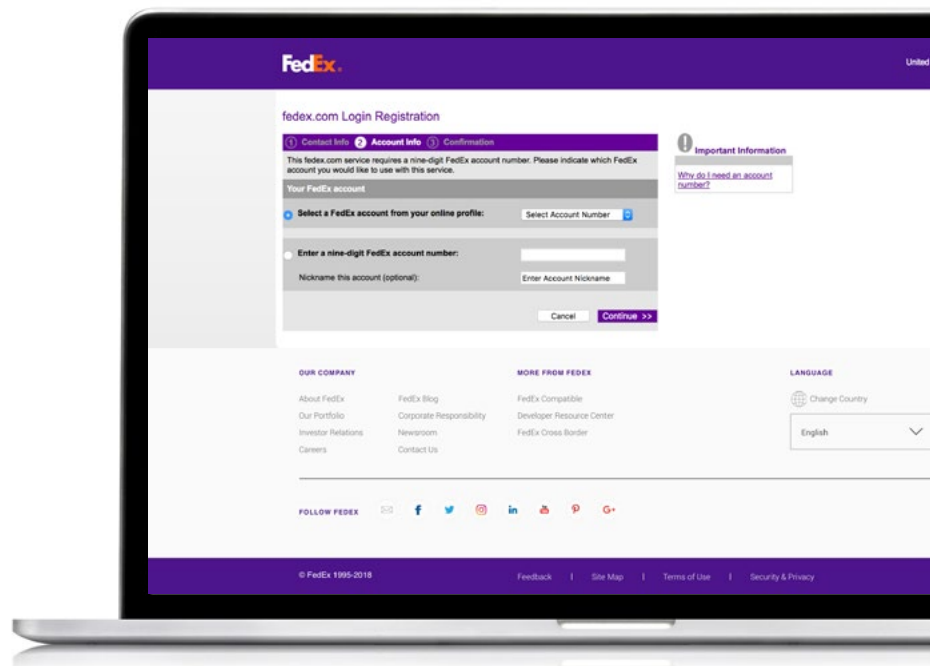 FedEx.
United
fedex.com Login Registration
1 Contact Info 2 Account Info 3 Confirmation
This fedex.com service requires a nine-digit FedEx account number. Please indicate which FedEx
account you would like to use with this service.
Your FedEx account
Select a FedEx account from your online profile:
Select Account Number
Enter a nine-digit FedEx account number:
Nickname this account (optional):
Enter Account Nickname
Cancel
Continue >>
!
Important Information
Why do I need an account
number?
OUR COMPANY
About FedEx
Our Portfolio
Investor Relations
Careers
FedEx Blog
Corporate Responsibility
Newsroom
Contact Us
MORE FROM FEDEX
FedEx Compatible
Developer Resource Center
FedEx Cross Border
LANGUAGE
Change Country
English
FOLLOW FEDEX
f
in
G+
© FedEx 1995-2018
Feedback | Site Map | Terms of Use | Security & Privacy